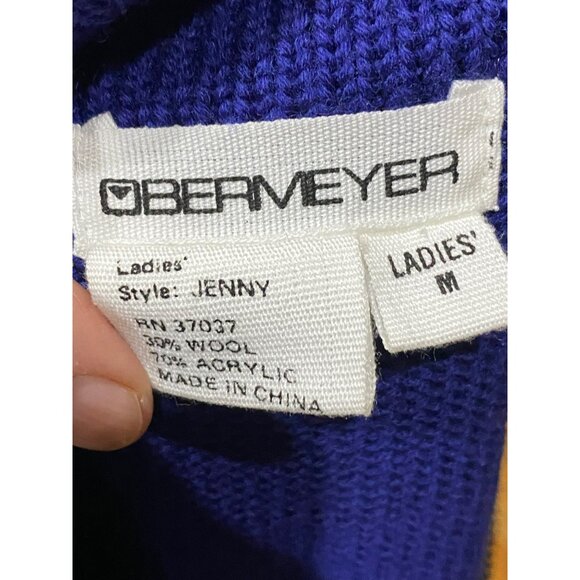 OBERMEYER
Ladies'
Style: JENNY
RN 37037
30% WOOL
70% ACRYLIC
MADE IN CHINA
LADIES'
M